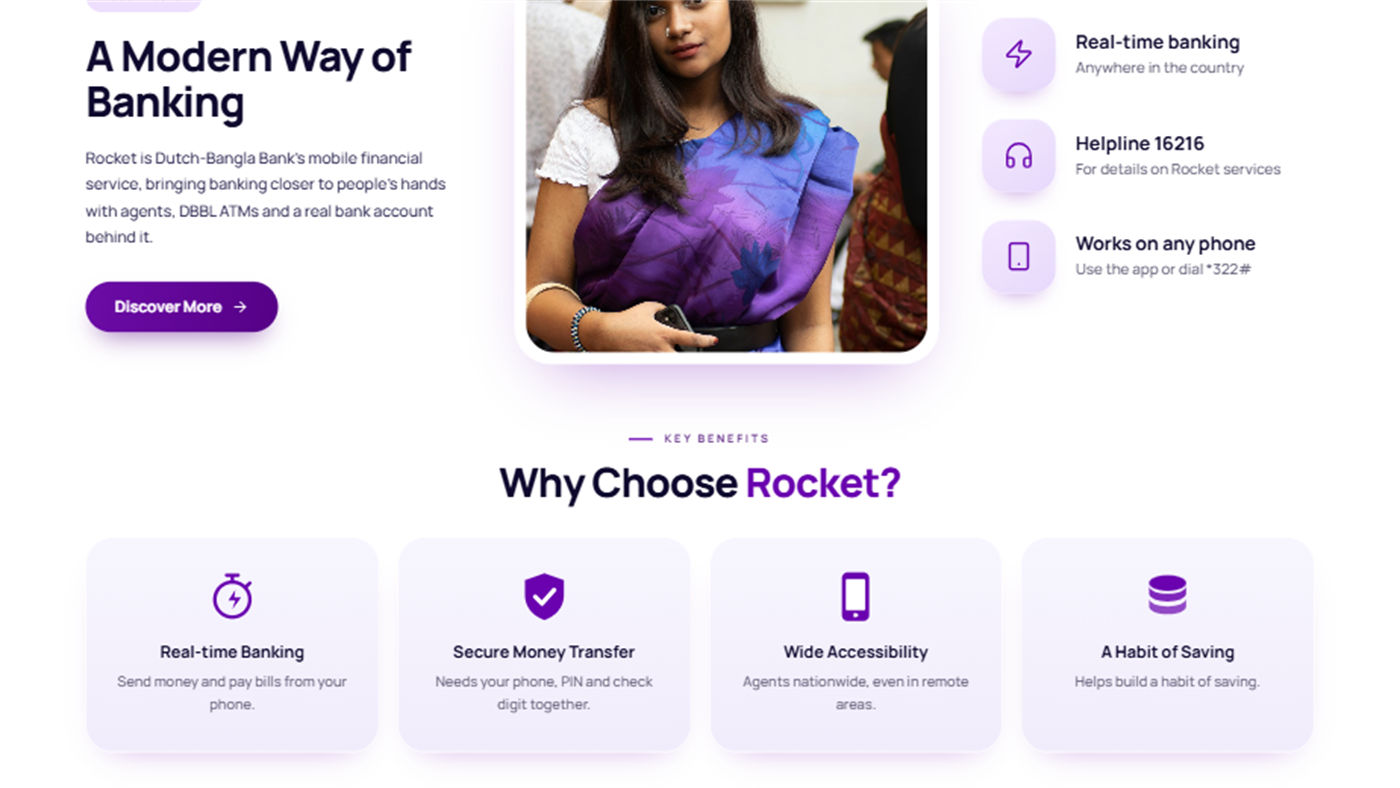 A Modern Way of
Banking
Rocket is Dutch-Bangla Bank's mobile financial
service, bringing banking closer to people's hands
with agents, DBBL ATMs and a real bank account
behind it.
Discover More
Real-time banking
Anywhere in the country
Helpline 16216
For details on Rocket services
Works on any phone
Use the app or dial *322#
KEY BENEFITS
Why Choose Rocket?
Real-time Banking
Send money and pay bills from your
phone.
Secure Money Transfer
Needs your phone, PIN and check
digit together.
Wide Accessibility
Agents nationwide, even in remote
areas.
A Habit of Saving
Helps build a habit of saving.